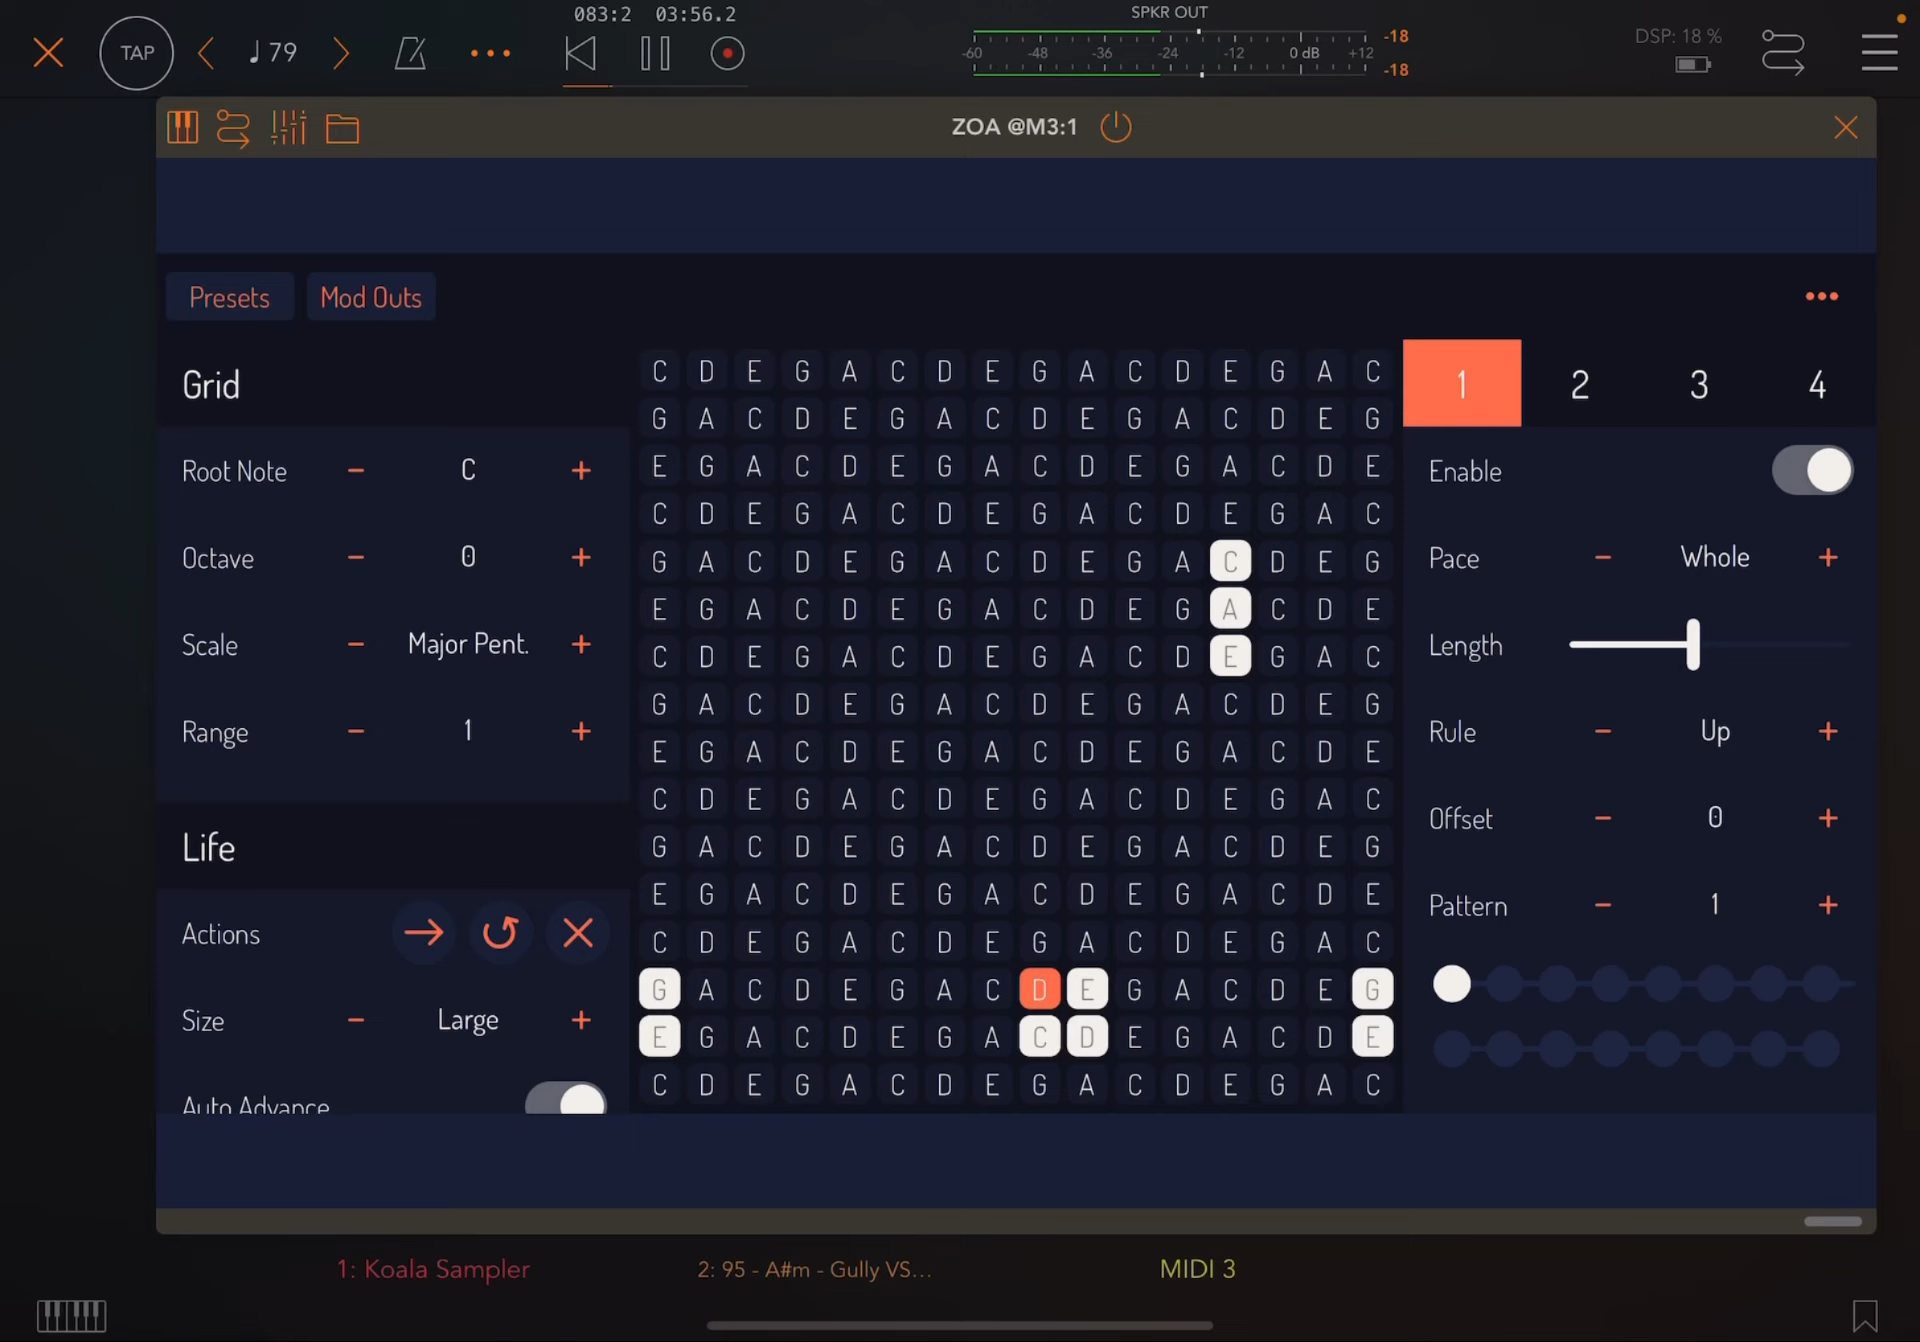 083:2 03:56.2
SPKR OUT
TAP
79
-60 -48 -36 -24 -12 0 dB +12
-18
-18
DSP: 18 %
ZOA @M3:1
Presets Mod Outs
Grid
Root Note − C +
Octave − 0 +
Scale − Major Pent. +
Range − 1 +
Life
Actions
Size − Large +
Auto Advance
C D E G A C D E G A C D E G A C
G A C D E G A C D E G A C D E G
E G A C D E G A C D E G A C D E
C D E G A C D E G A C D E G A C
G A C D E G A C D E G A C D E G
E G A C D E G A C D E G A C D E
C D E G A C D E G A C D E G A C
G A C D E G A C D E G A C D E G
E G A C D E G A C D E G A C D E
C D E G A C D E G A C D E G A C
G A C D E G A C D E G A C D E G
E G A C D E G A C D E G A C D E
C D E G A C D E G A C D E G A C
G A C D E G A C D E G A C D E G
E G A C D E G A C D E G A C D E
C D E G A C D E G A C D E G A C
1 2 3 4
Enable
Pace − Whole +
Length
Rule − Up +
Offset − 0 +
Pattern − 1 +
1: Koala Sampler
2: 95 - A#m - Gully VS...
MIDI 3